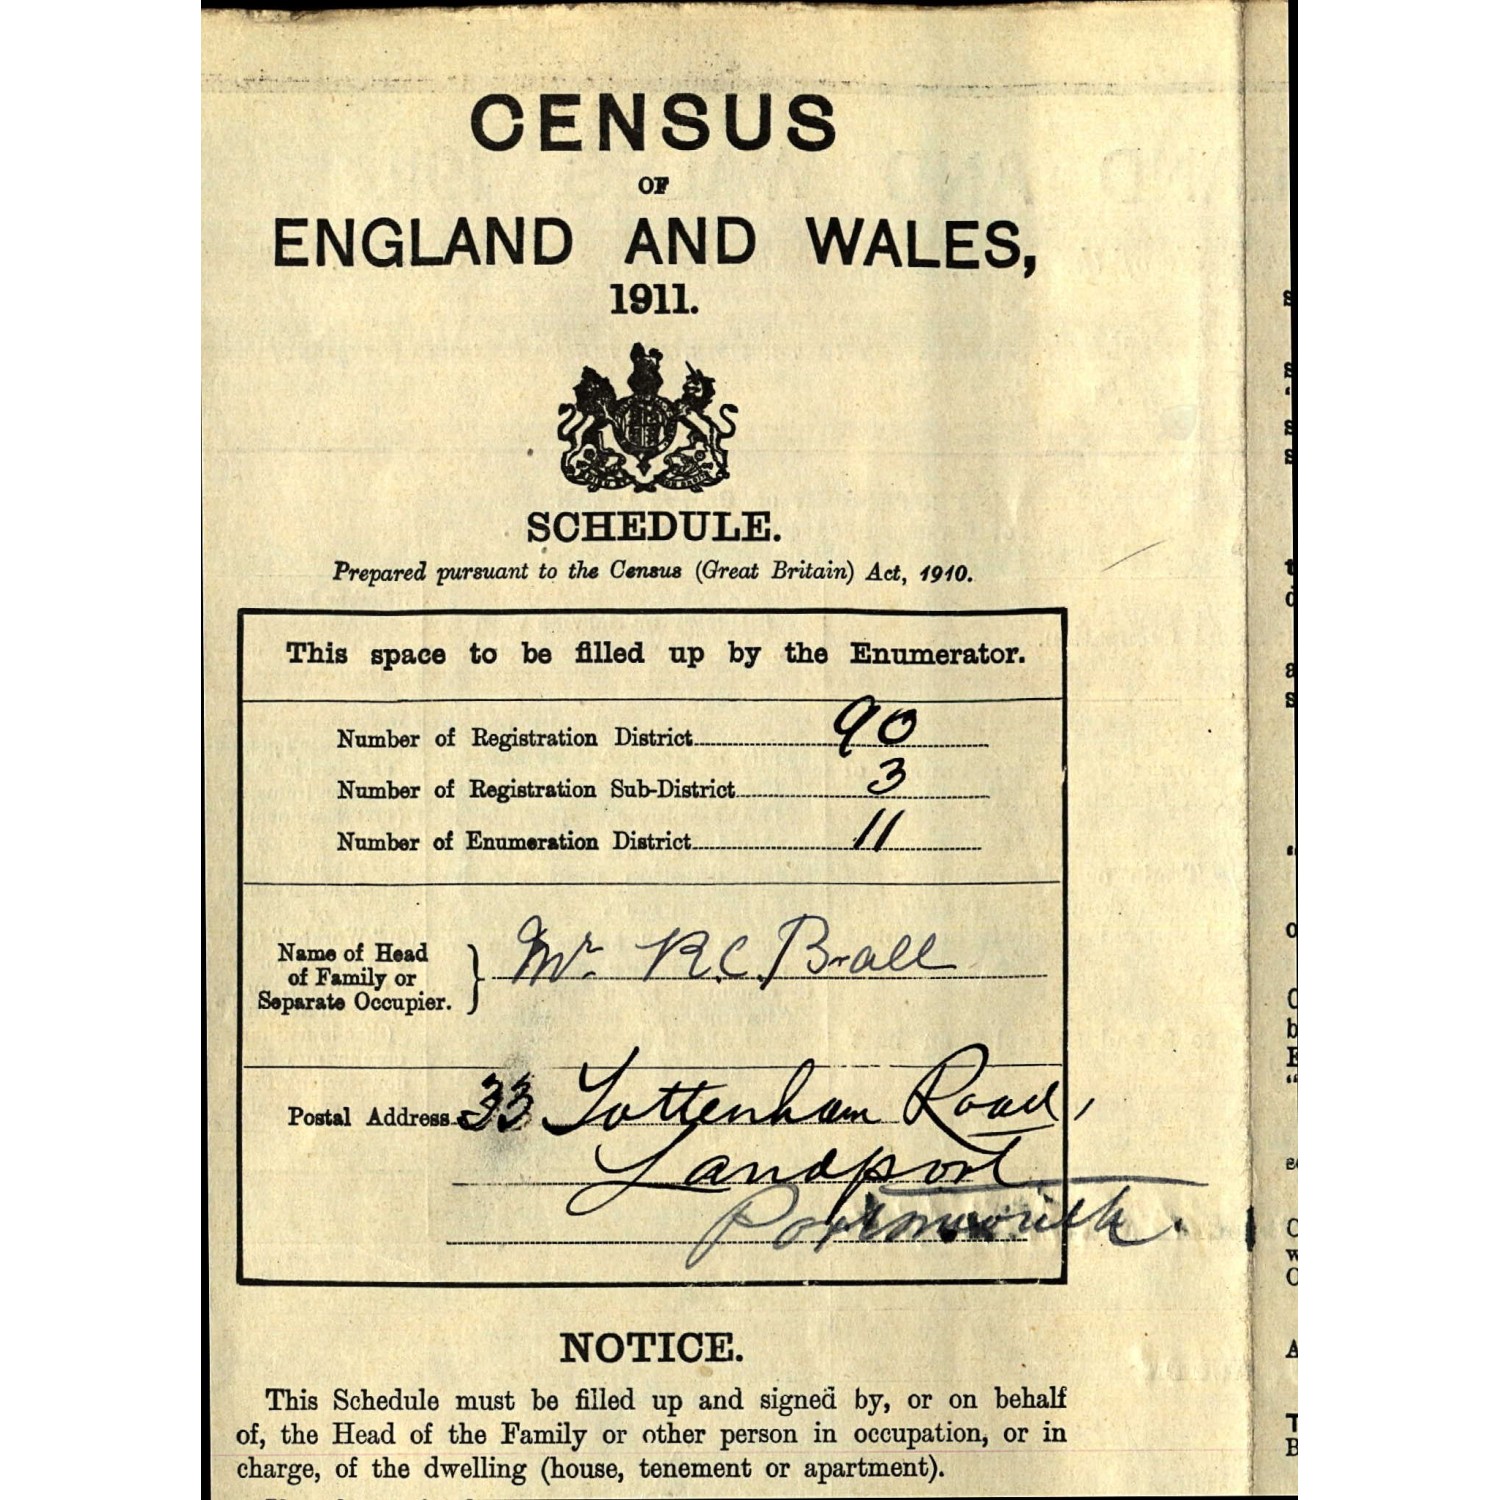 CENSUS
OF
ENGLAND AND WALES,
1911.
SCHEDULE.
Prepared pursuant to the Census (Great Britain) Act, 1910.
This space to be filled up by the Enumerator.
Number of Registration District 90
Number of Registration Sub-District 3
Number of Enumeration District 11
Name of Head
of Family or
Separate Occupier. } Mr R.C. Brall
Postal Address 33 Tottenham Road,
Landport
Portsmouth.
NOTICE.
This Schedule must be filled up and signed by, or on behalf
of, the Head of the Family or other person in occupation, or in
charge, of the dwelling (house, tenement or apartment).